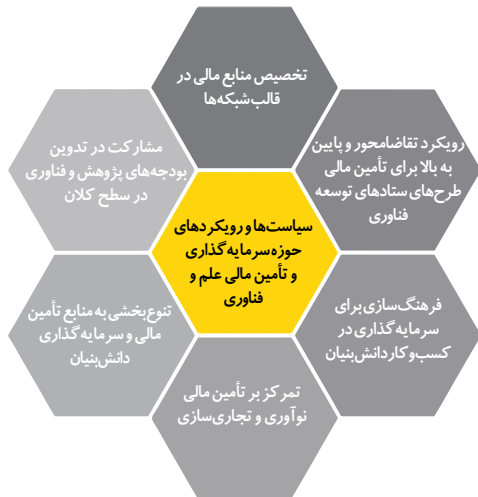 تخصیص منابع مالی در
قالب شبکه‌ها
رویکرد تقاضامحور و پایین
به بالا برای تأمین مالی
طرح‌های ستادهای توسعه
فناوری
مشارکت در تدوین
بودجه‌های پژوهش و فناوری
در سطح کلان
سیاست‌ها و رویکردهای
حوزه سرمایه‌گذاری
و تأمین مالی علم و
فناوری
فرهنگ‌سازی برای
سرمایه‌گذاری در
کسب‌وکار دانش‌بنیان
تنوع‌بخشی به منابع تأمین
مالی و سرمایه‌گذاری
دانش‌بنیان
تمرکز بر تأمین مالی
نوآوری و تجاری‌سازی